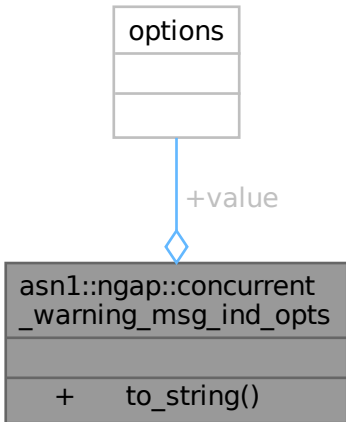 options
+value
asn1::ngap::concurrent
_warning_msg_ind_opts
+ to_string()